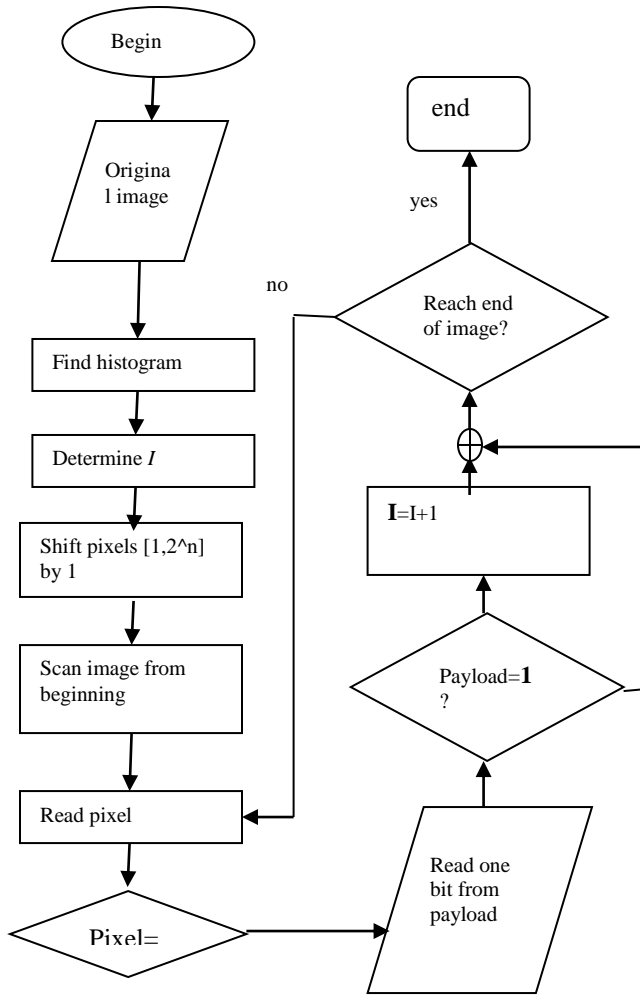 Begin
Origina
l image
Find histogram
Determine I
Shift pixels [1,2^n]
by 1
Scan image from
beginning
Read pixel
Pixel=
Read one
bit from
payload
Payload=1
?
I=I+1
Reach end
of image?
no
yes
end